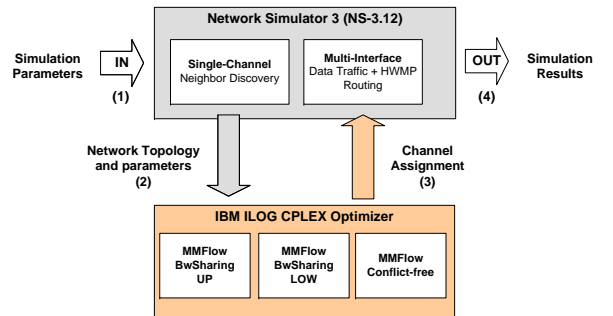 Network Simulator 3 (NS-3.12)
Simulation
Parameters
IN
(1)
Single-Channel
Neighbor Discovery
Multi-Interface
Data Traffic + HWMP
Routing
OUT
(4)
Simulation
Results
Network Topology
and parameters
(2)
Channel
Assignment
(3)
IBM ILOG CPLEX Optimizer
MMFlow
BwSharing
UP
MMFlow
BwSharing
LOW
MMFlow
Conflict-free